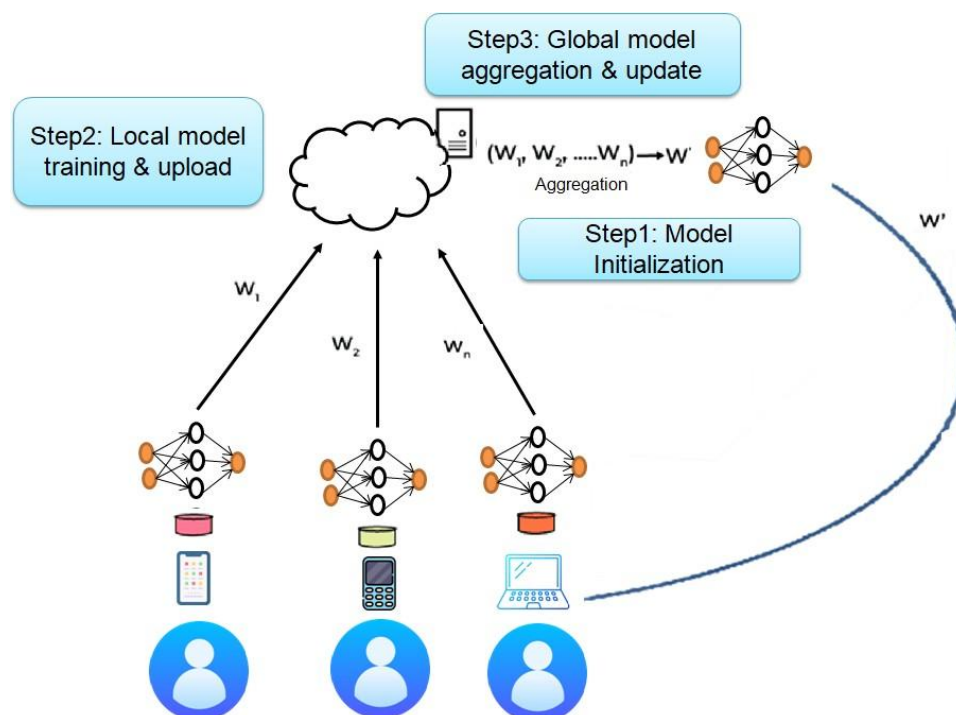 Step3: Global model
aggregation & update
Step2: Local model
training & upload
(W₁, W₂, .....Wₙ)→W'
Aggregation
Step1: Model
Initialization
W'
W₁
W₂
Wₙ